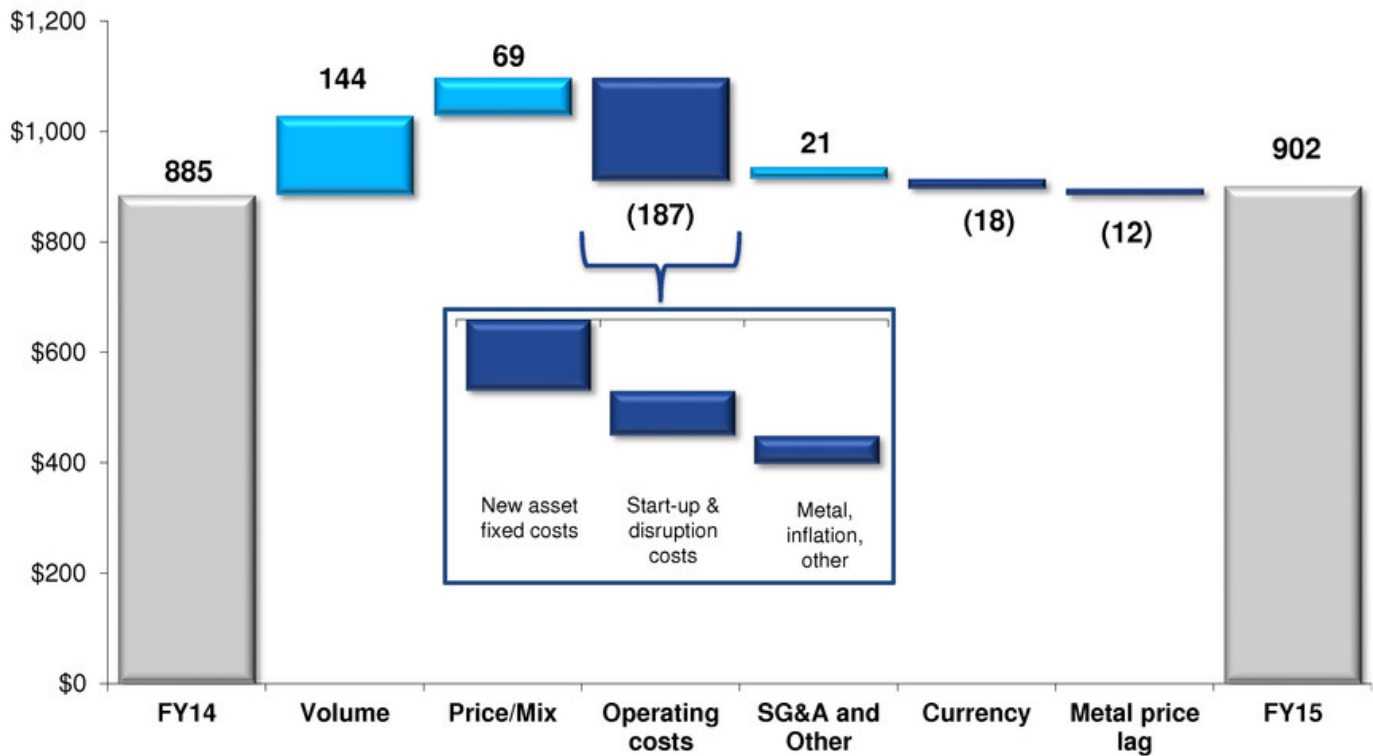 $1,200
$1,000
$800
$600
$400
$200
$0
885
144
69
(187)
21
(18)
(12)
902
New asset
fixed costs
Start-up &
disruption
costs
Metal,
inflation,
other
FY14
Volume
Price/Mix
Operating
costs
SG&A and
Other
Currency
Metal price
lag
FY15